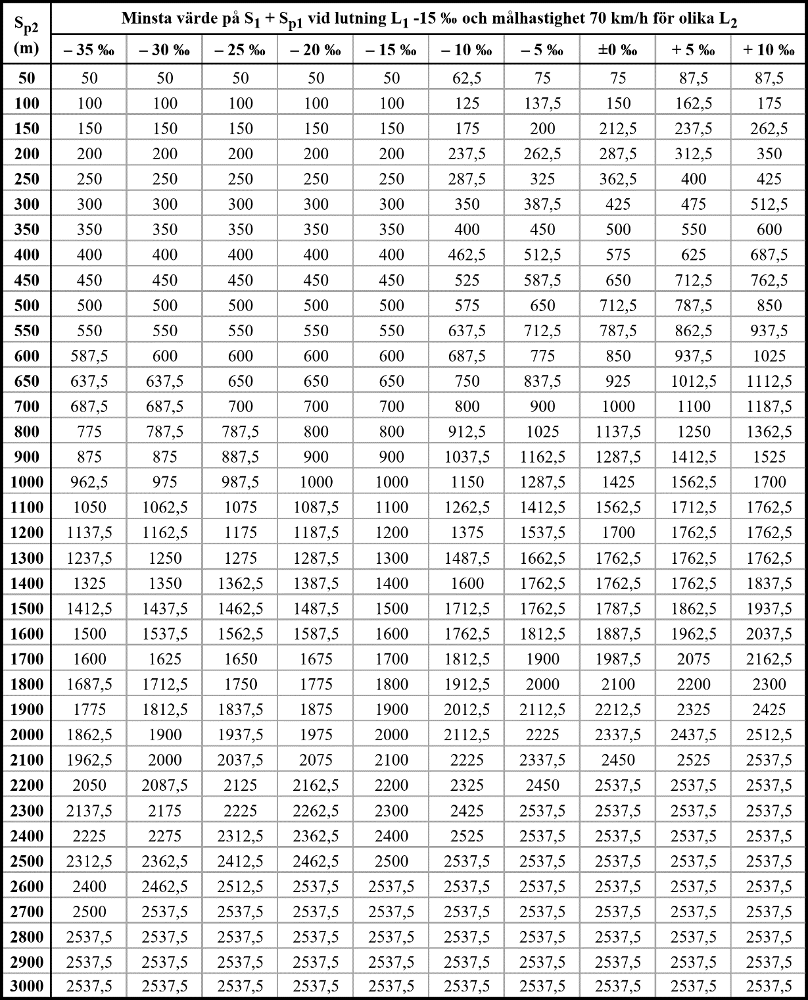 S_p2 (m) Minsta värde på S_1 + S_p1 vid lutning L_1 -15 ‰ och målhastighet 70 km/h för olika L_2
– 35 ‰ – 30 ‰ – 25 ‰ – 20 ‰ – 15 ‰ – 10 ‰ – 5 ‰ ±0 ‰ + 5 ‰ + 10 ‰
50 50 50 50 50 50 62,5 75 75 87,5 87,5
100 100 100 100 100 100 125 137,5 150 162,5 175
150 150 150 150 150 150 175 200 212,5 237,5 262,5
200 200 200 200 200 200 237,5 262,5 287,5 312,5 350
250 250 250 250 250 250 287,5 325 362,5 400 425
300 300 300 300 300 300 350 387,5 425 475 512,5
350 350 350 350 350 350 400 450 500 550 600
400 400 400 400 400 400 462,5 512,5 575 625 687,5
450 450 450 450 450 450 525 587,5 650 712,5 762,5
500 500 500 500 500 500 575 650 712,5 787,5 850
550 550 550 550 550 550 637,5 712,5 787,5 862,5 937,5
600 587,5 600 600 600 600 687,5 775 850 937,5 1025
650 637,5 637,5 650 650 650 750 837,5 925 1012,5 1112,5
700 687,5 687,5 700 700 700 800 900 1000 1100 1187,5
800 775 787,5 787,5 800 800 912,5 1025 1137,5 1250 1362,5
900 875 875 887,5 900 900 1037,5 1162,5 1287,5 1412,5 1525
1000 962,5 975 987,5 1000 1000 1150 1287,5 1425 1562,5 1700
1100 1050 1062,5 1075 1087,5 1100 1262,5 1412,5 1562,5 1712,5 1762,5
1200 1137,5 1162,5 1175 1187,5 1200 1375 1537,5 1700 1762,5 1762,5
1300 1237,5 1250 1275 1287,5 1300 1487,5 1662,5 1762,5 1762,5 1762,5
1400 1325 1350 1362,5 1387,5 1400 1600 1762,5 1762,5 1762,5 1837,5
1500 1412,5 1437,5 1462,5 1487,5 1500 1712,5 1762,5 1787,5 1862,5 1937,5
1600 1500 1537,5 1562,5 1587,5 1600 1762,5 1812,5 1887,5 1962,5 2037,5
1700 1600 1625 1650 1675 1700 1812,5 1900 1987,5 2075 2162,5
1800 1687,5 1712,5 1750 1775 1800 1912,5 2000 2100 2200 2300
1900 1775 1812,5 1837,5 1875 1900 2012,5 2112,5 2212,5 2325 2425
2000 1862,5 1900 1937,5 1975 2000 2112,5 2225 2337,5 2437,5 2512,5
2100 1962,5 2000 2037,5 2075 2100 2225 2337,5 2450 2525 2537,5
2200 2050 2087,5 2125 2162,5 2200 2325 2450 2537,5 2537,5 2537,5
2300 2137,5 2175 2225 2262,5 2300 2425 2537,5 2537,5 2537,5 2537,5
2400 2225 2275 2312,5 2362,5 2400 2525 2537,5 2537,5 2537,5 2537,5
2500 2312,5 2362,5 2412,5 2462,5 2500 2537,5 2537,5 2537,5 2537,5 2537,5
2600 2400 2462,5 2512,5 2537,5 2537,5 2537,5 2537,5 2537,5 2537,5 2537,5
2700 2500 2537,5 2537,5 2537,5 2537,5 2537,5 2537,5 2537,5 2537,5 2537,5
2800 2537,5 2537,5 2537,5 2537,5 2537,5 2537,5 2537,5 2537,5 2537,5 2537,5
2900 2537,5 2537,5 2537,5 2537,5 2537,5 2537,5 2537,5 2537,5 2537,5 2537,5
3000 2537,5 2537,5 2537,5 2537,5 2537,5 2537,5 2537,5 2537,5 2537,5 2537,5